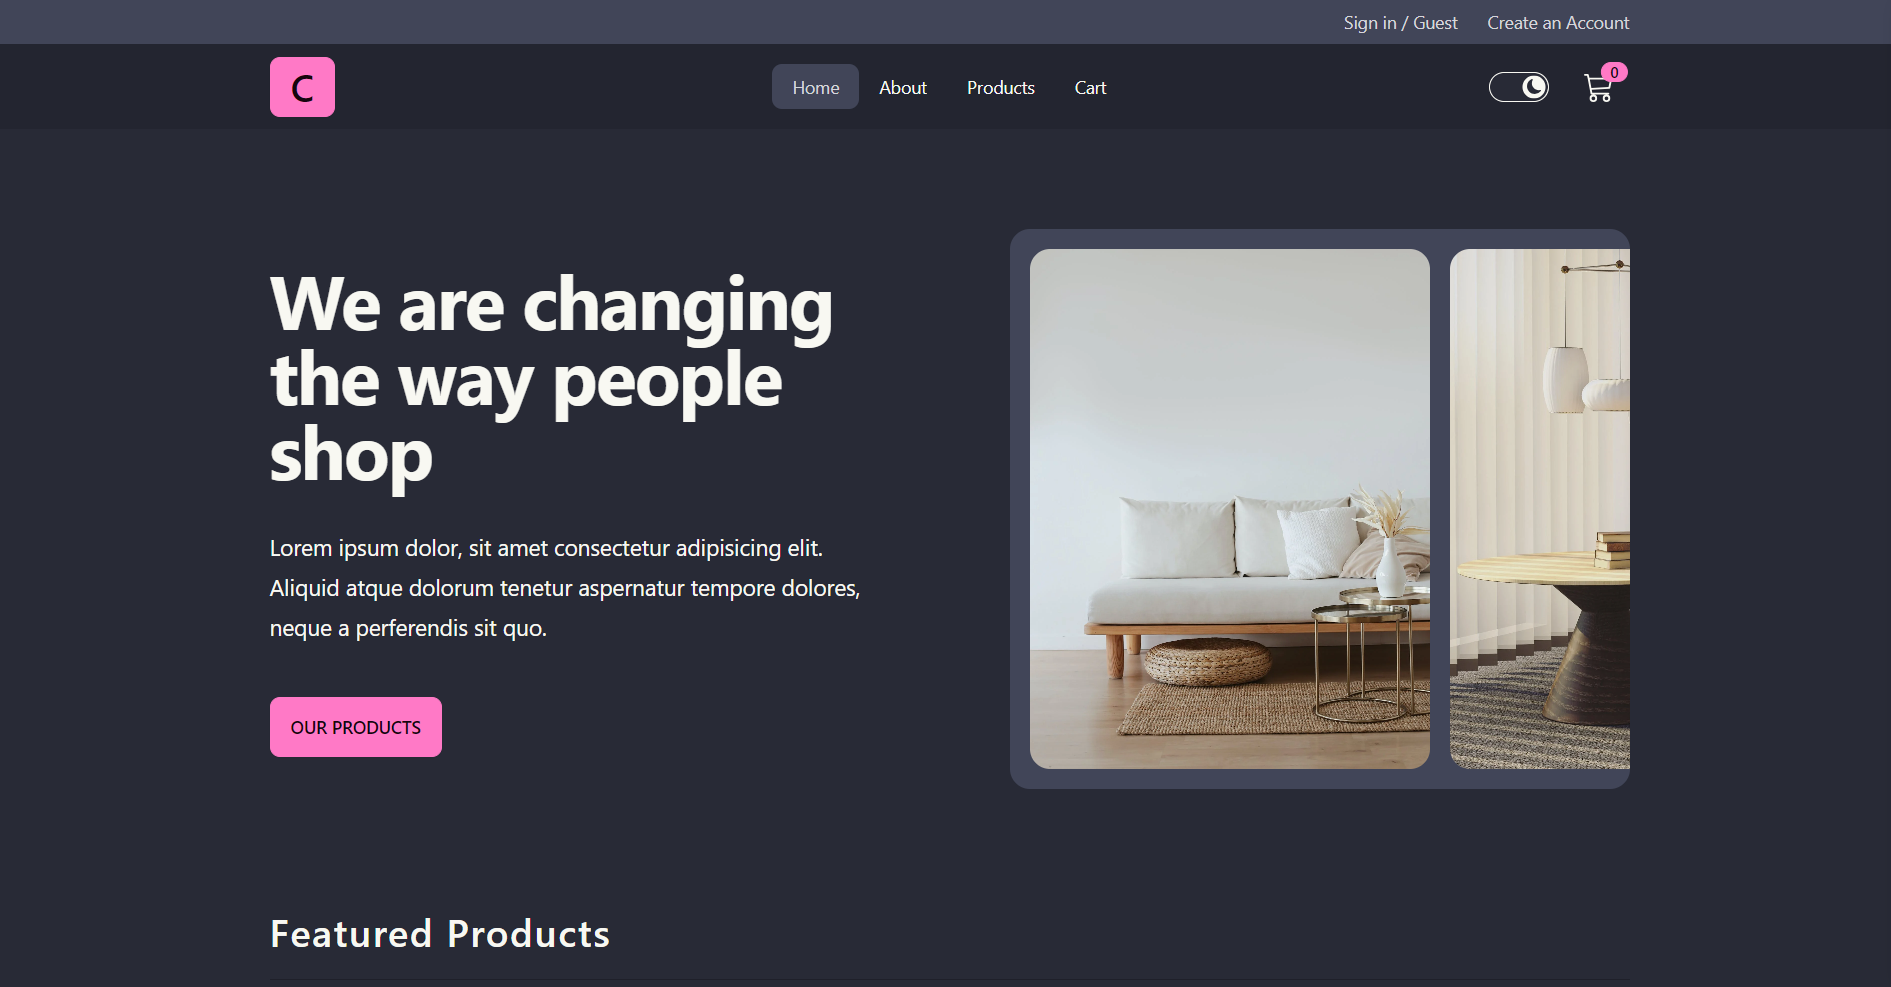 Sign in / Guest Create an Account
C
Home About Products Cart
0
We are changing
the way people
shop
Lorem ipsum dolor, sit amet consectetur adipisicing elit.
Aliquid atque dolorum tenetur aspernatur tempore dolores,
neque a perferendis sit quo.
OUR PRODUCTS
Featured Products